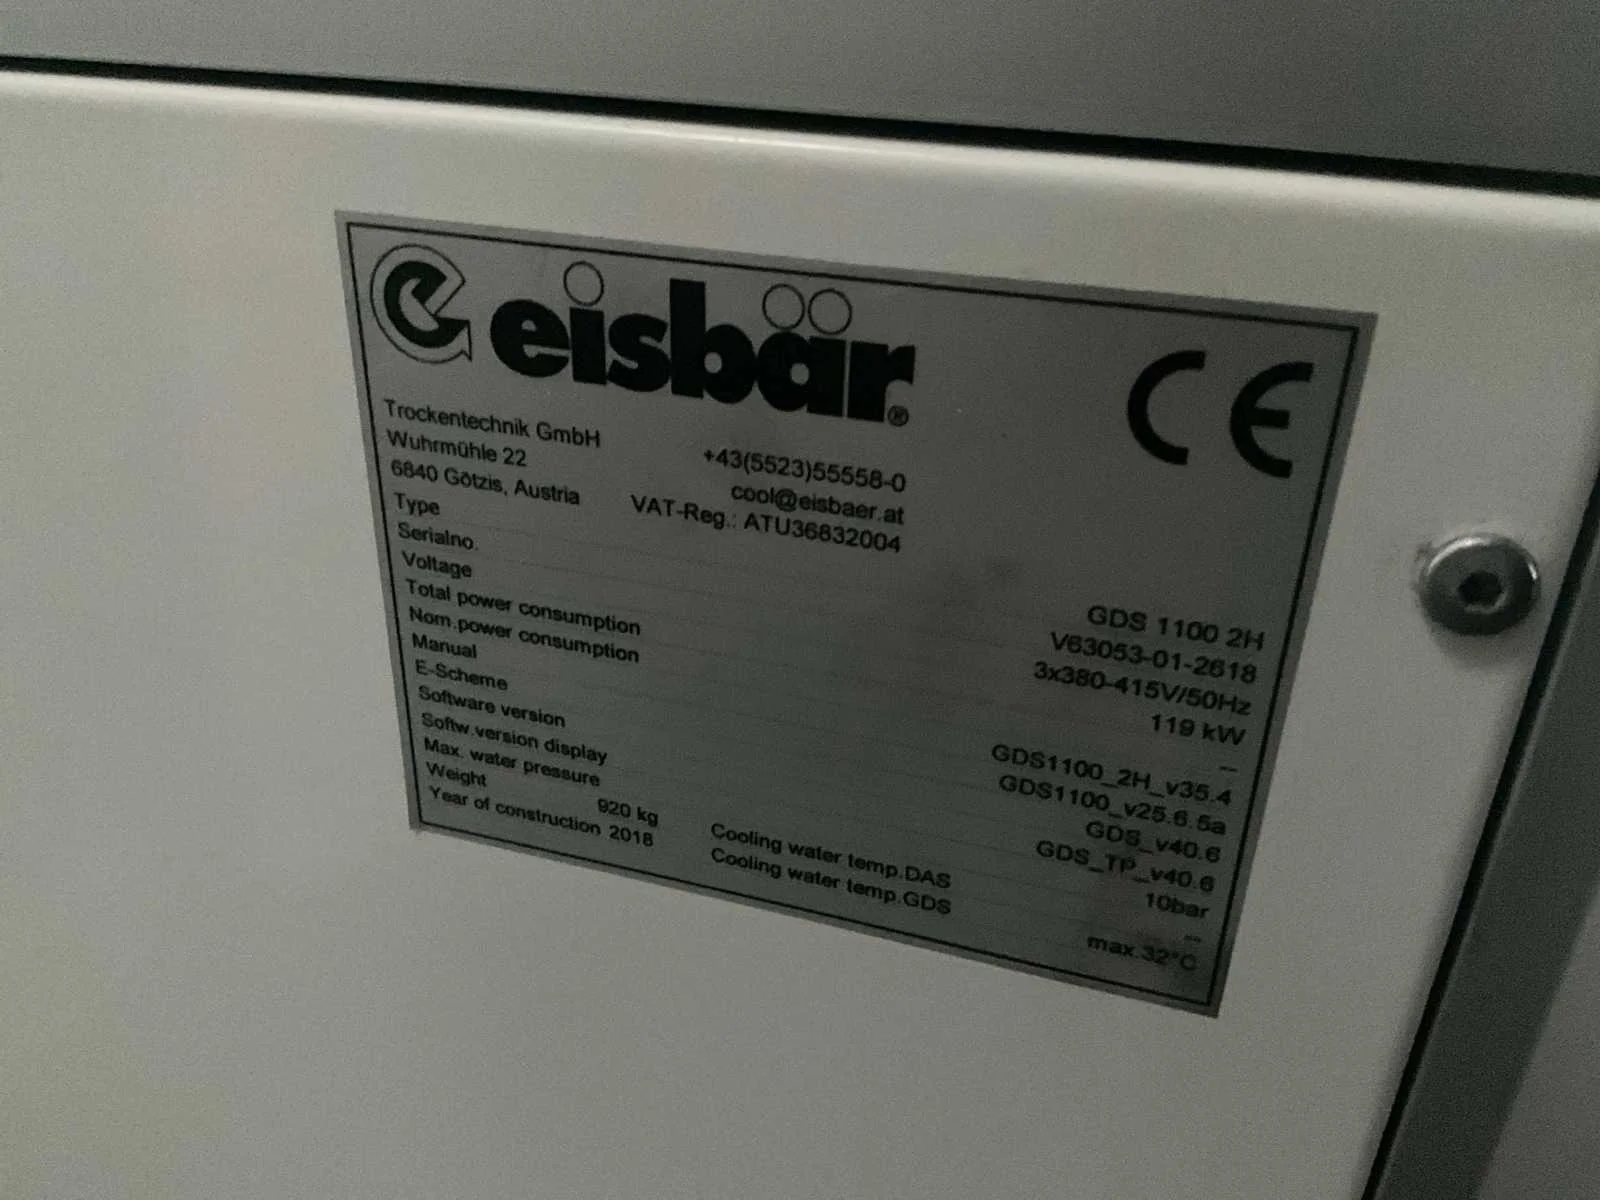 e eisbär®
CE
Trockentechnik GmbH
Wuhrmühle 22
6840 Götzis, Austria
+43(5523)55558-0
cool@eisbaer.at
VAT-Reg.: ATU36832004
Type GDS 1100 2H
Serialno. V63053-01-2618
Voltage 3x380-415V/50Hz
Total power consumption 119 kW
Nom.power consumption --
Manual GDS1100_2H_v35.4
E-Scheme GDS1100_v25.6.5a
Software version GDS_v40.6
Softw.version display GDS_TP_v40.6
Max. water pressure 10bar
Weight 920 kg Cooling water temp.DAS --
Year of construction 2018 Cooling water temp.GDS max.32°C